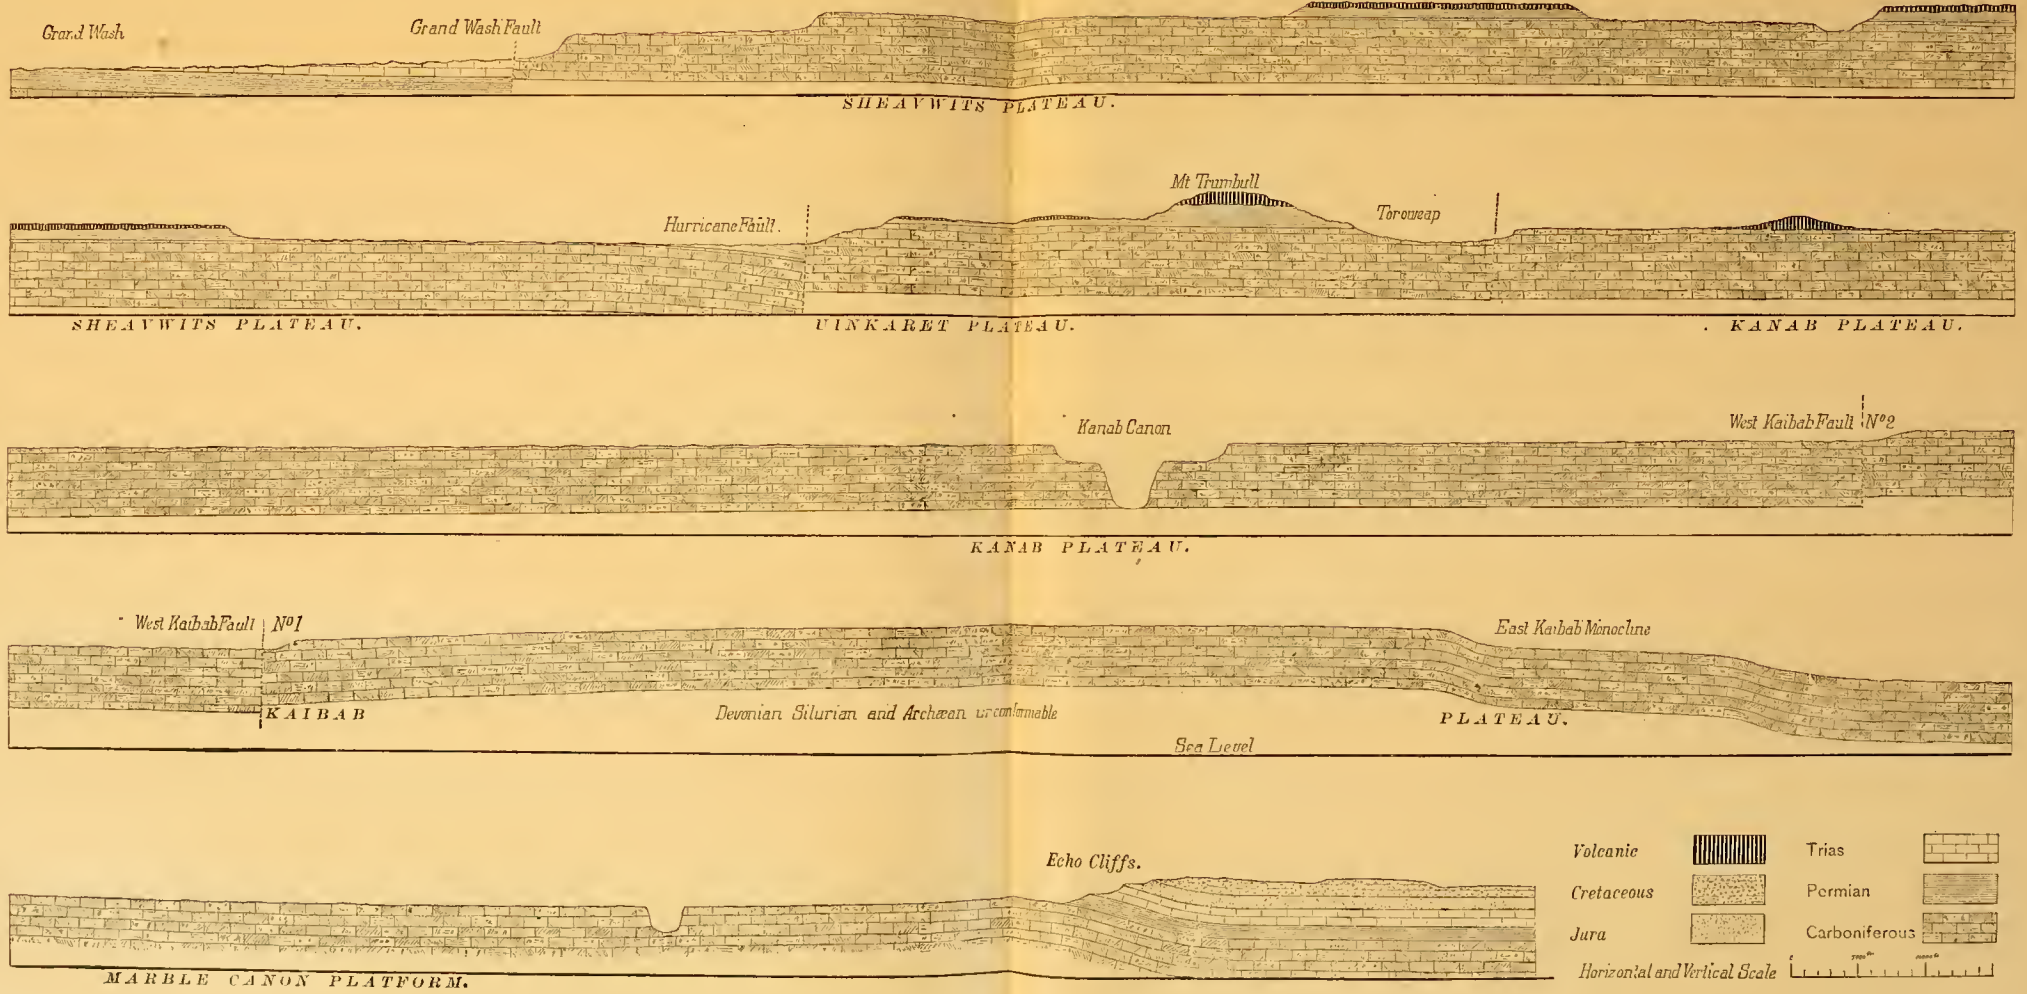 Grand Wash
Grand Wash Fault
SHEAVWITS PLATEAU.
Hurricane Fault.
Mt Trumbull
Toroweap
SHEAVWITS PLATEAU.
UINKARET PLATEAU.
KANAB PLATEAU.
Kanab Canon
West Kaibab Fault Nº2
KANAB PLATEAU.
West Kaibab Fault Nº1
East Kaibab Monocline
KAIBAB
Devonian Silurian and Archæan unconformable
PLATEAU.
Sea Level
Echo Cliffs.
MARBLE CANON PLATFORM.
Volcanic
Trias
Cretaceous
Permian
Jura
Carboniferous
Horizontal and Vertical Scale